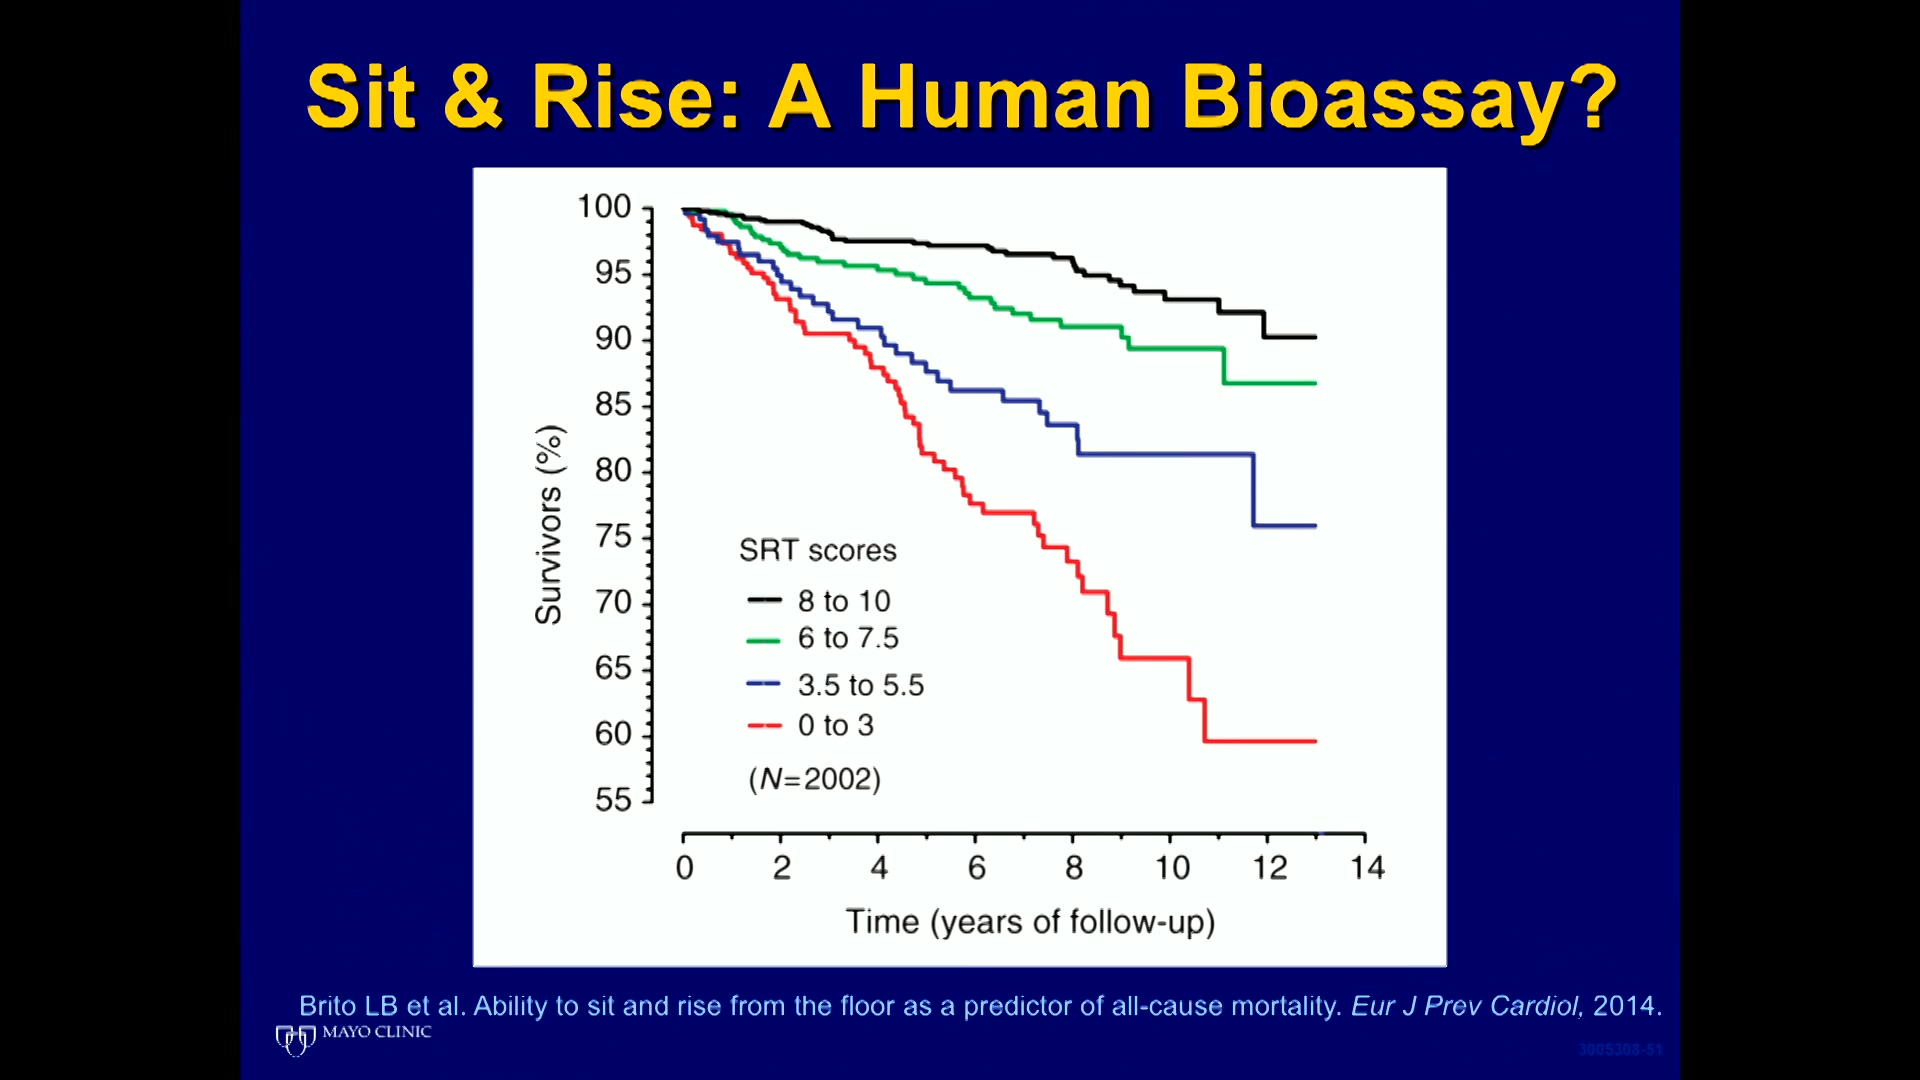 Sit & Rise: A Human Bioassay?
100
95
90
85
80
75
70
65
60
55
Survivors (%)
SRT scores
8 to 10
6 to 7.5
3.5 to 5.5
0 to 3
(N=2002)
0 2 4 6 8 10 12 14
Time (years of follow-up)
Brito LB et al. Ability to sit and rise from the floor as a predictor of all-cause mortality. Eur J Prev Cardiol, 2014.
MAYO CLINIC
3005308-51